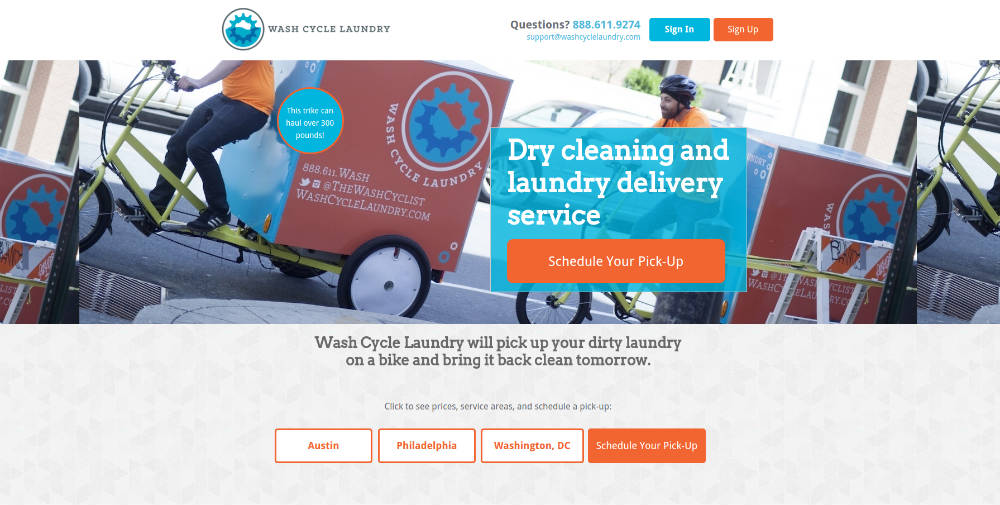 WASH CYCLE LAUNDRY
Questions? 888.611.9274
support@washcyclelaundry.com
Sign In
Sign Up
This trike can
haul over 300
pounds!
WASH CYCLE LAUNDRY
888.611.WASH
@THEWASHCYCLIST
WASHCYCLELAUNDRY.COM
Dry cleaning and
laundry delivery
service
Schedule Your Pick-Up
Wash Cycle Laundry will pick up your dirty laundry
on a bike and bring it back clean tomorrow.
Click to see prices, service areas, and schedule a pick-up:
Austin
Philadelphia
Washington, DC
Schedule Your Pick-Up